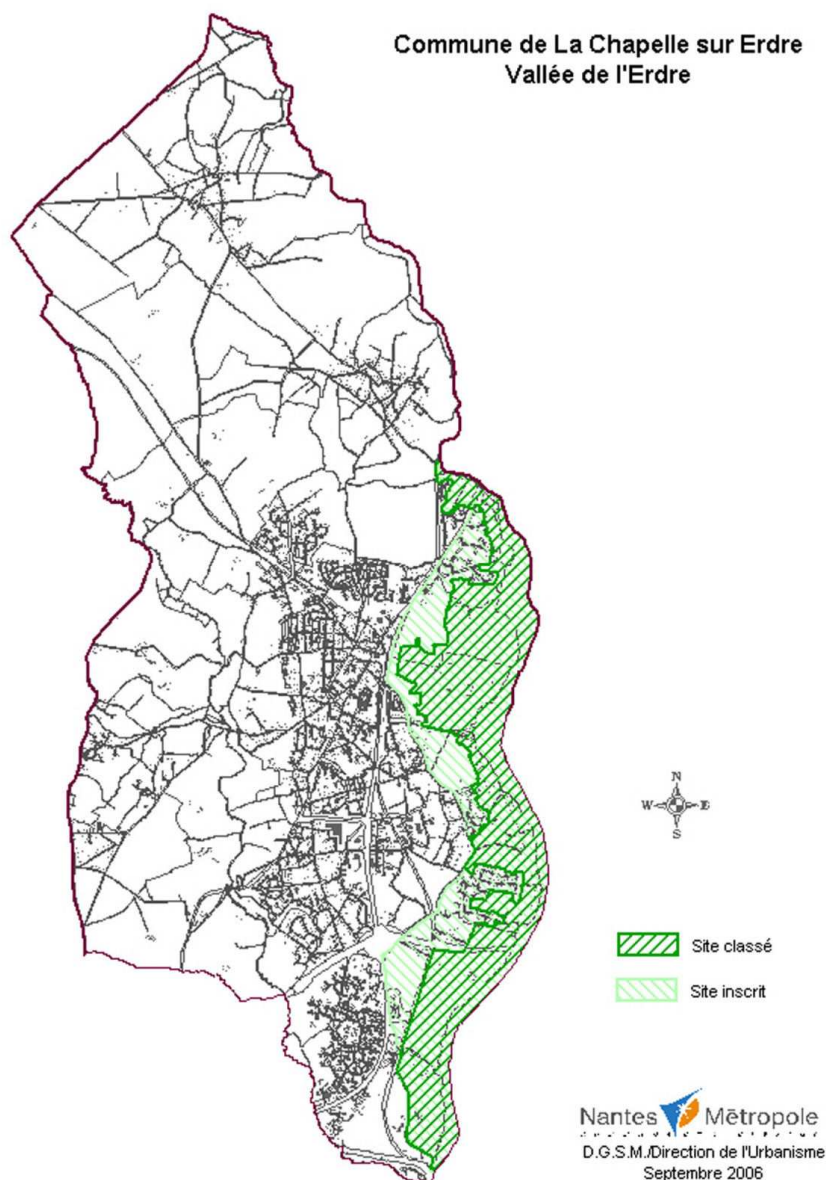 Commune de La Chapelle sur Erdre
Vallée de l'Erdre
N
W E
S
Site classé
Site inscrit
Nantes Métropole
D.G.S.M./Direction de l'Urbanisme
Septembre 2006